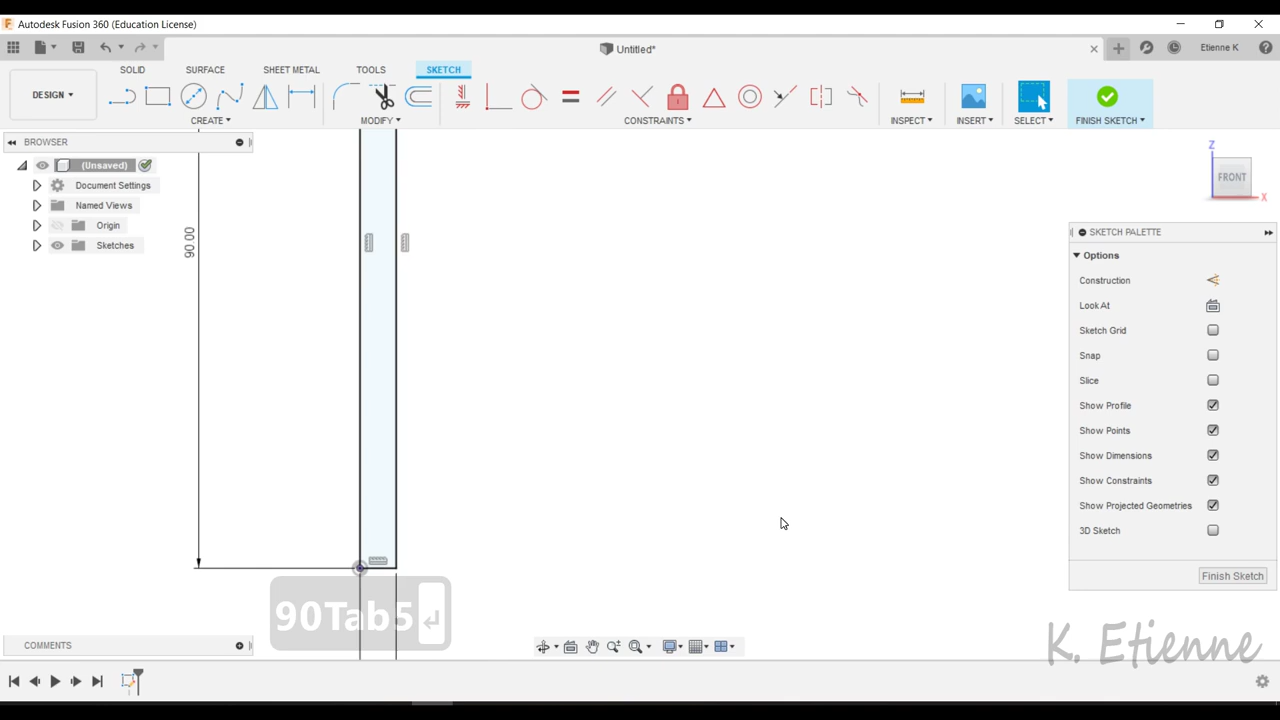 Autodesk Fusion 360 (Education License)
Untitled*
Etienne K
DESIGN
SOLID
SURFACE
SHEET METAL
TOOLS
SKETCH
CREATE
MODIFY
CONSTRAINTS
INSPECT
INSERT
SELECT
FINISH SKETCH
BROWSER
(Unsaved)
Document Settings
Named Views
Origin
Sketches
90.00
Z
FRONT
X
SKETCH PALETTE
Options
Construction
Look At
Sketch Grid
Snap
Slice
Show Profile
Show Points
Show Dimensions
Show Constraints
Show Projected Geometries
3D Sketch
Finish Sketch
90Tab5
COMMENTS
K. Etienne